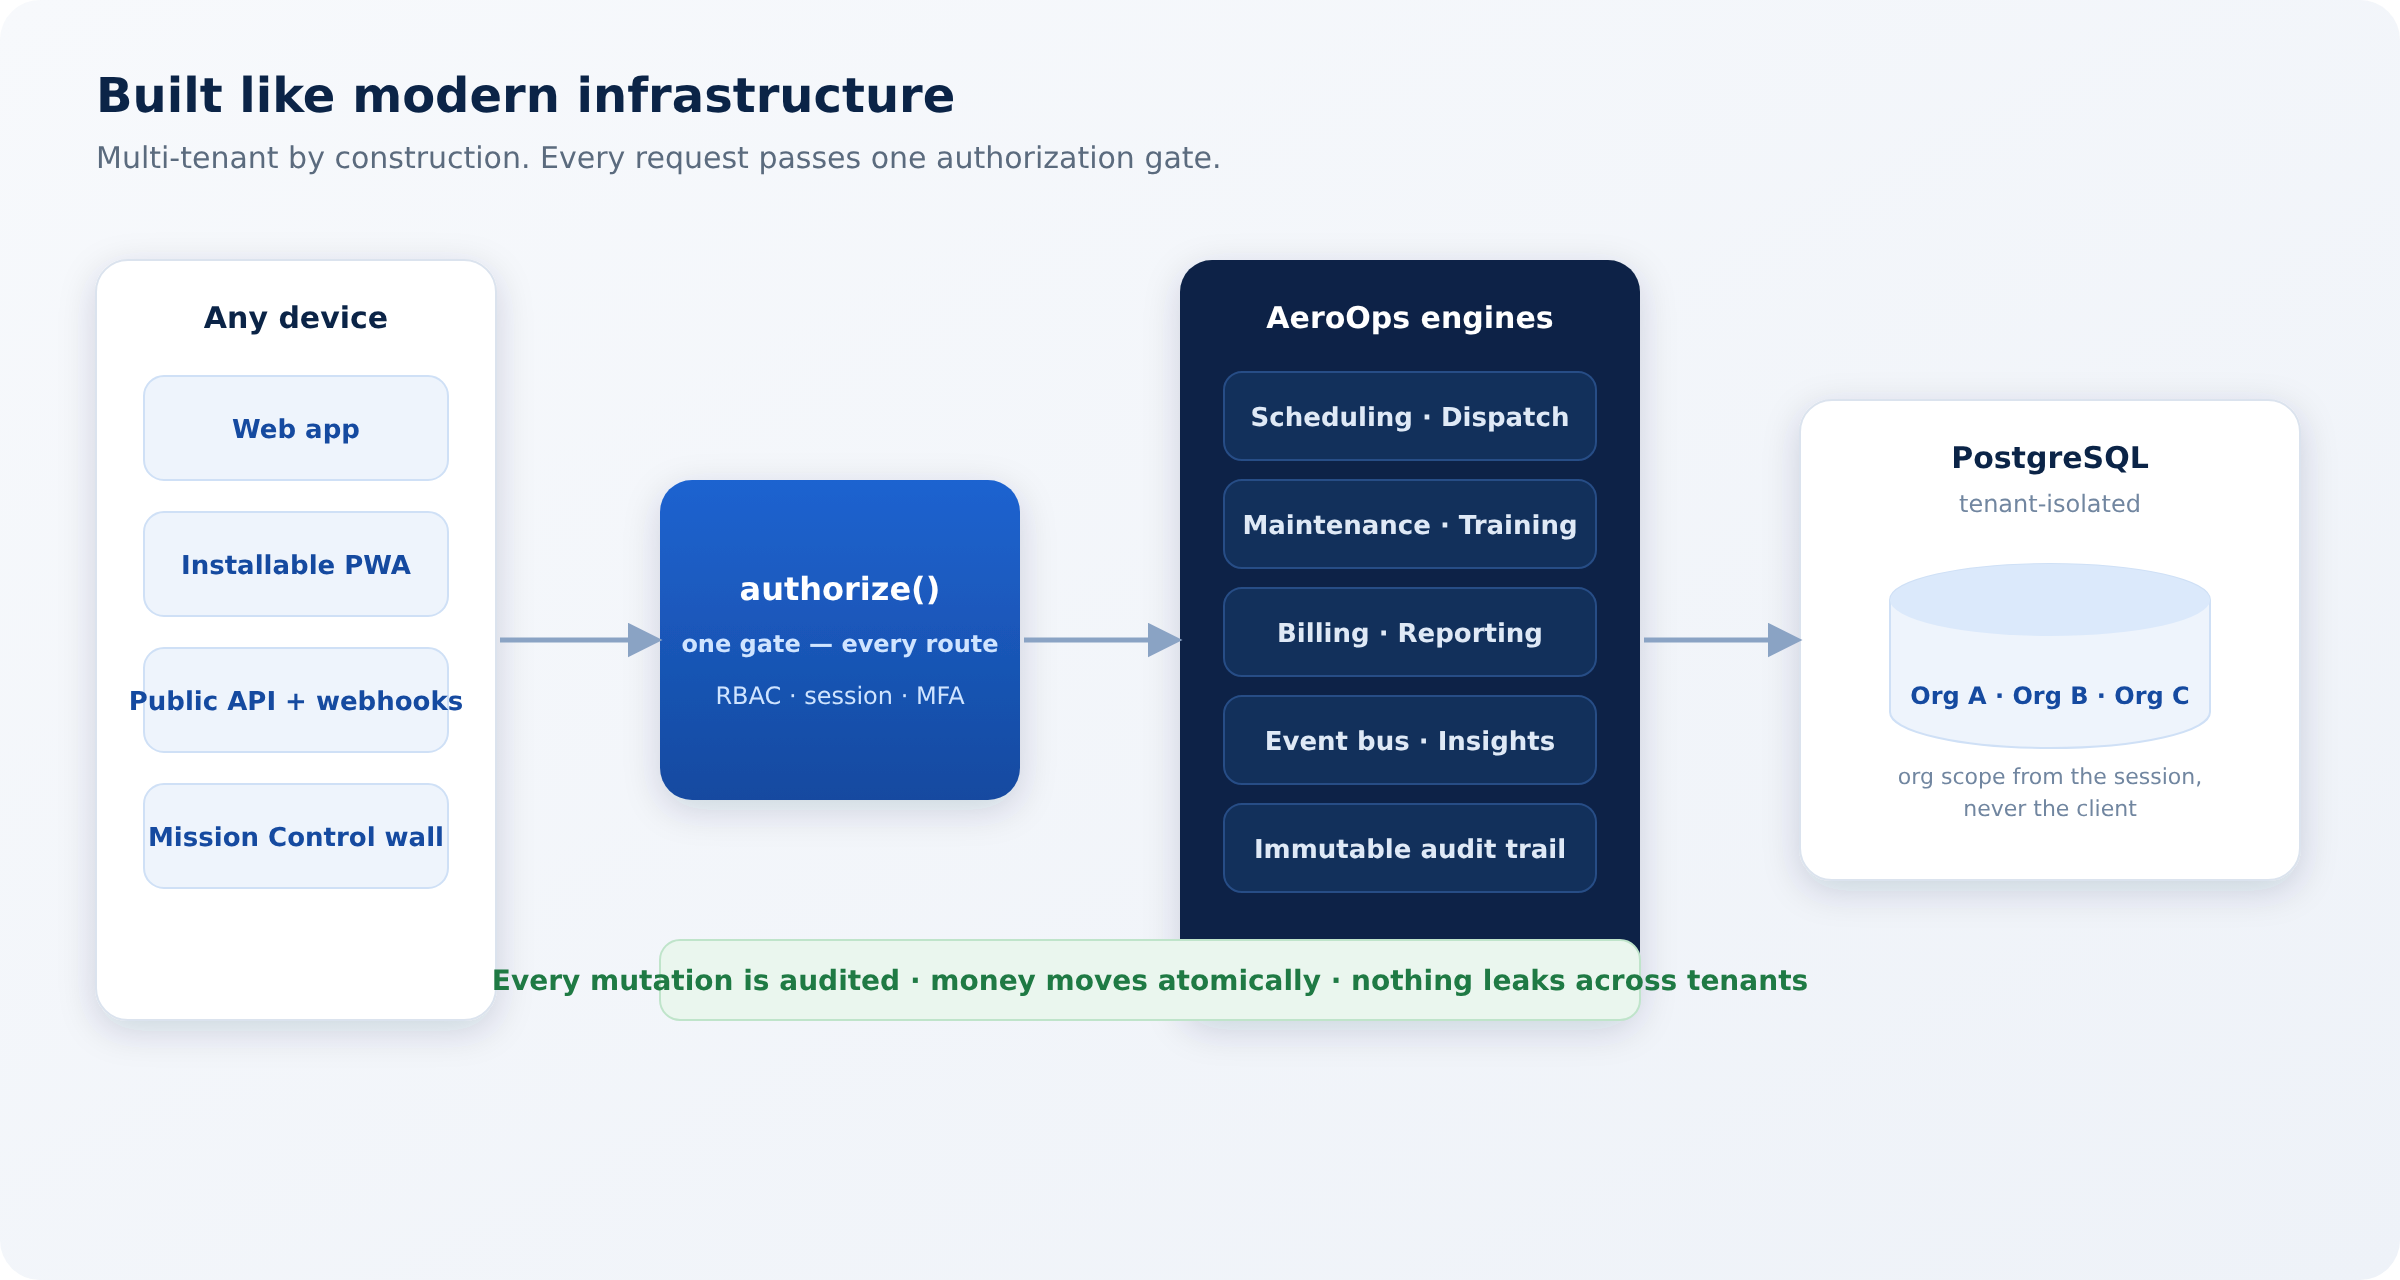 Built like modern infrastructure
Multi-tenant by construction. Every request passes one authorization gate.
Any device
Web app
Installable PWA
Public API + webhooks
Mission Control wall
authorize()
one gate — every route
RBAC · session · MFA
AeroOps engines
Scheduling · Dispatch
Maintenance · Training
Billing · Reporting
Event bus · Insights
Immutable audit trail
PostgreSQL
tenant-isolated
Org A · Org B · Org C
org scope from the session,
never the client
Every mutation is audited · money moves atomically · nothing leaks across tenants